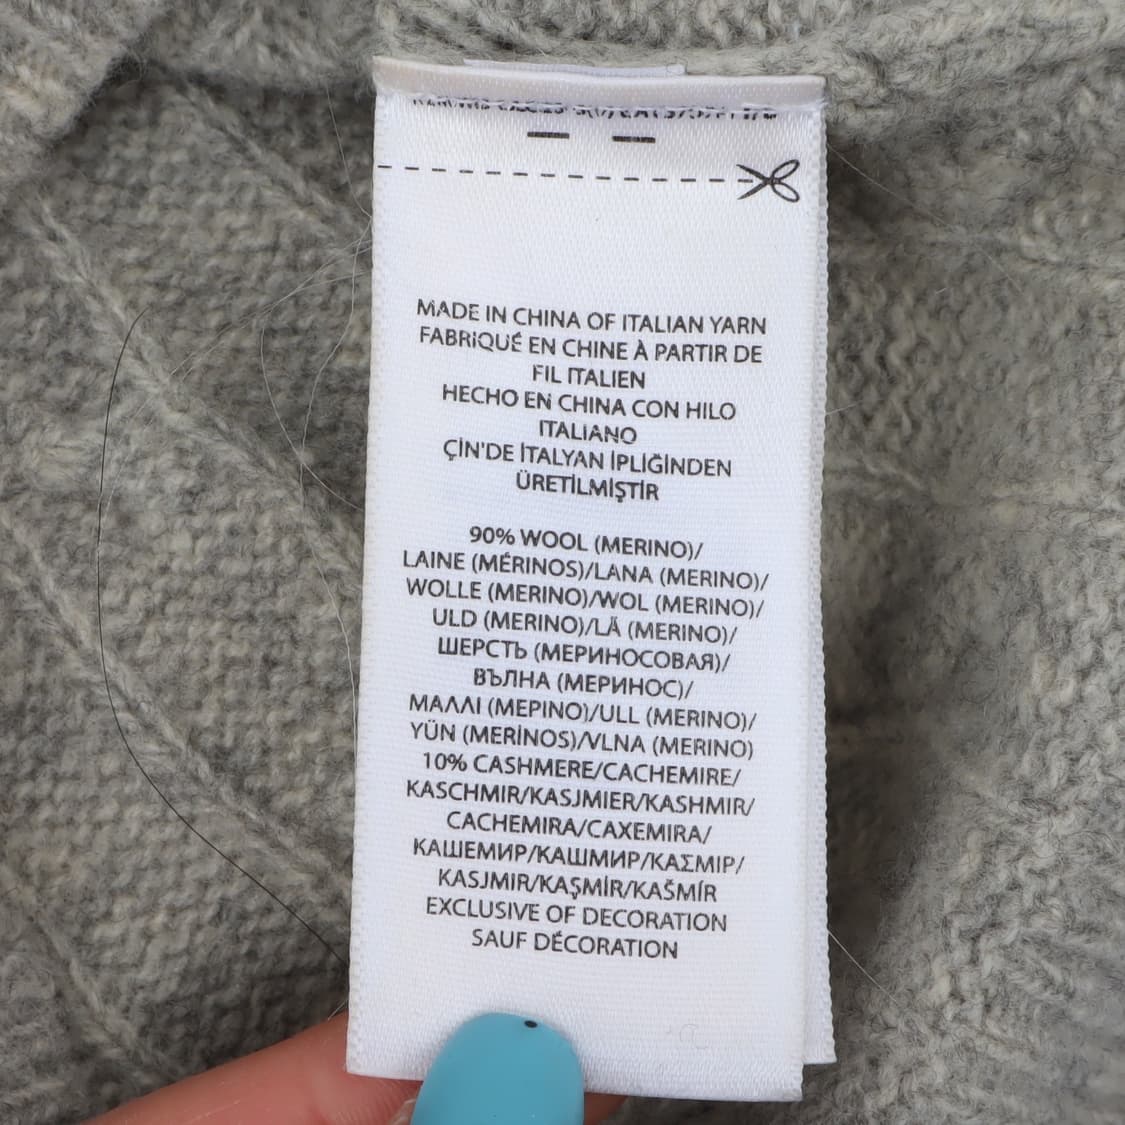 MADE IN CHINA OF ITALIAN YARN
FABRIQUÉ EN CHINE À PARTIR DE
FIL ITALIEN
HECHO EN CHINA CON HILO
ITALIANO
ÇİN'DE İTALYAN İPLIĞINDEN
ÜRETİLMİŞTİR
90% WOOL (MERINO)/
LAINE (MÉRINOS)/LANA (MERINO)/
WOLLE (MERINO)/WOL (MERINO)/
ULD (MERINO)/LÃ (MERINO)/
ШЕРСТЬ (МЕРИНОСОВАЯ)/
ВЪЛНА (МЕРИНОС)/
ΜΑΛΛΙ (ΜΕΡΙΝΟ)/ULL (MERINO)/
YÜN (MERİNOS)/VLNA (MERINO)
10% CASHMERE/CACHEMIRE/
KASCHMIR/KASJMIER/KASHMIR/
CACHEMIRA/CAXEMIRA/
КАШЕМИР/КАШМИР/ΚΑΣΜΙΡ/
KASJMIR/KAŞMİR/KAŠMÍR
EXCLUSIVE OF DECORATION
SAUF DÉCORATION